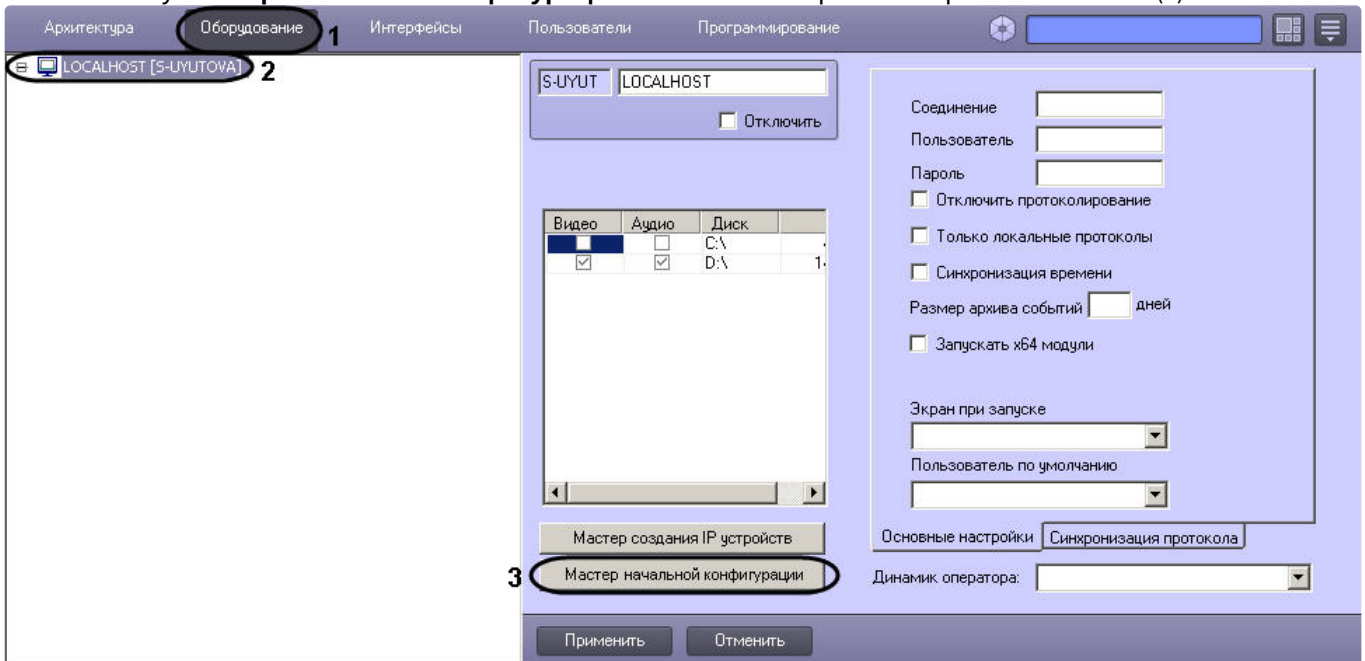 Архитектура Оборудование 1 Интерфейсы Пользователи Программирование
LOCALHOST [S-UYUTOVA] 2
S-UYUT LOCALHOST
Отключить
Видео Аудио Диск
C:\
D:\ 1
Мастер создания IP устройств
3 Мастер начальной конфигурации
Соединение
Пользователь
Пароль
Отключить протоколирование
Только локальные протоколы
Синхронизация времени
Размер архива событий дней
Запускать x64 модули
Экран при запуске
Пользователь по умолчанию
Основные настройки Синхронизация протокола
Динамик оператора:
Применить Отменить